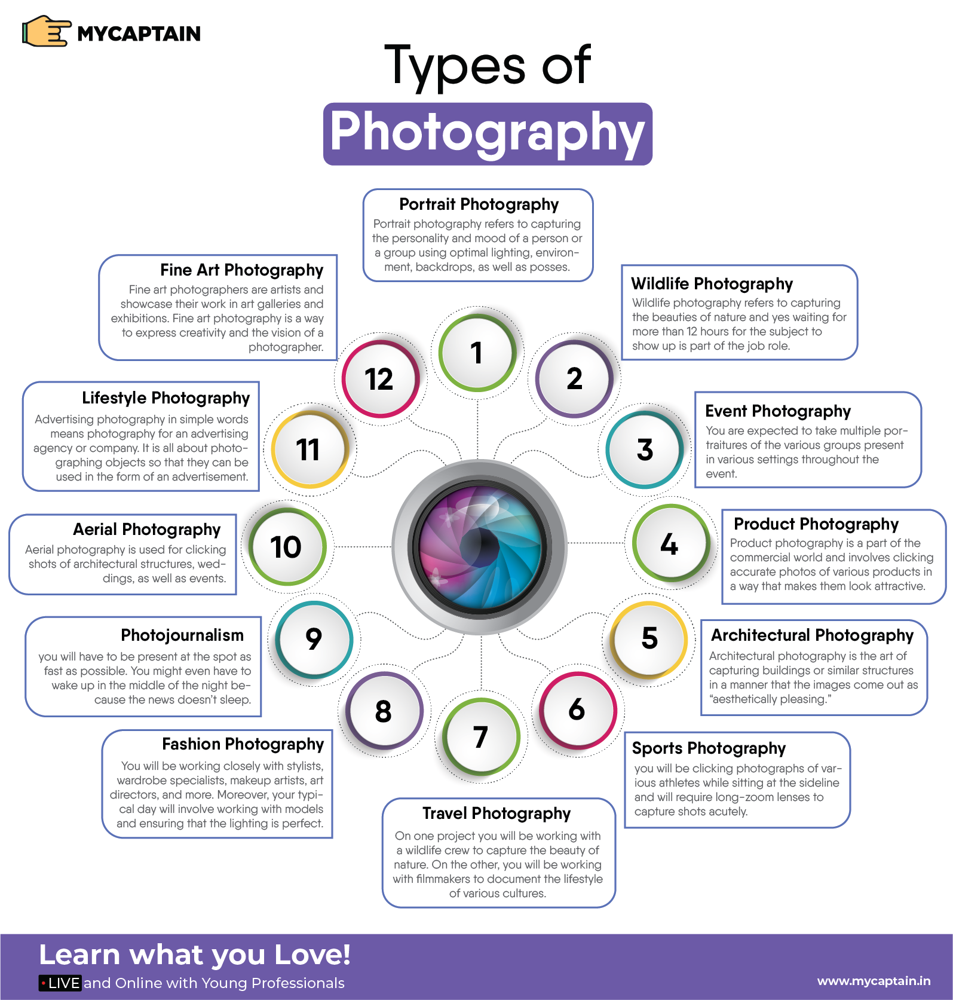 MYCAPTAIN
Types of
Photography
Portrait Photography
Portrait photography refers to capturing
the personality and mood of a person or
a group using optimal lighting, environ-
ment, backdrops, as well as posses.
1
Wildlife Photography
Wildlife photography refers to capturing
the beauties of nature and yes waiting for
more than 12 hours for the subject to
show up is part of the job role.
2
Event Photography
You are expected to take multiple por-
traitures of the various groups present
in various settings throughout the
event.
3
Product Photography
Product photography is a part of the
commercial world and involves clicking
accurate photos of various products in
a way that makes them look attractive.
4
Architectural Photography
Architectural photography is the art of
capturing buildings or similar structures
in a manner that the images come out as
“aesthetically pleasing.”
5
Sports Photography
you will be clicking photographs of var-
ious athletes while sitting at the sideline
and will require long-zoom lenses to
capture shots acutely.
6
Travel Photography
On one project you will be working with
a wildlife crew to capture the beauty of
nature. On the other, you will be working
with filmmakers to document the lifestyle
of various cultures.
7
Fashion Photography
You will be working closely with stylists,
wardrobe specialists, makeup artists, art
directors, and more. Moreover, your typi-
cal day will involve working with models
and ensuring that the lighting is perfect.
8
Photojournalism
you will have to be present at the spot as
fast as possible. You might even have to
wake up in the middle of the night be-
cause the news doesn’t sleep.
9
Aerial Photography
Aerial photography is used for clicking
shots of architectural structures, wed-
dings, as well as events.
10
Lifestyle Photography
Advertising photography in simple words
means photography for an advertising
agency or company. It is all about photo-
graphing objects so that they can be
used in the form of an advertisement.
11
Fine Art Photography
Fine art photographers are artists and
showcase their work in art galleries and
exhibitions. Fine art photography is a way
to express creativity and the vision of a
photographer.
12
Learn what you Love!
• LIVE and Online with Young Professionals
www.mycaptain.in